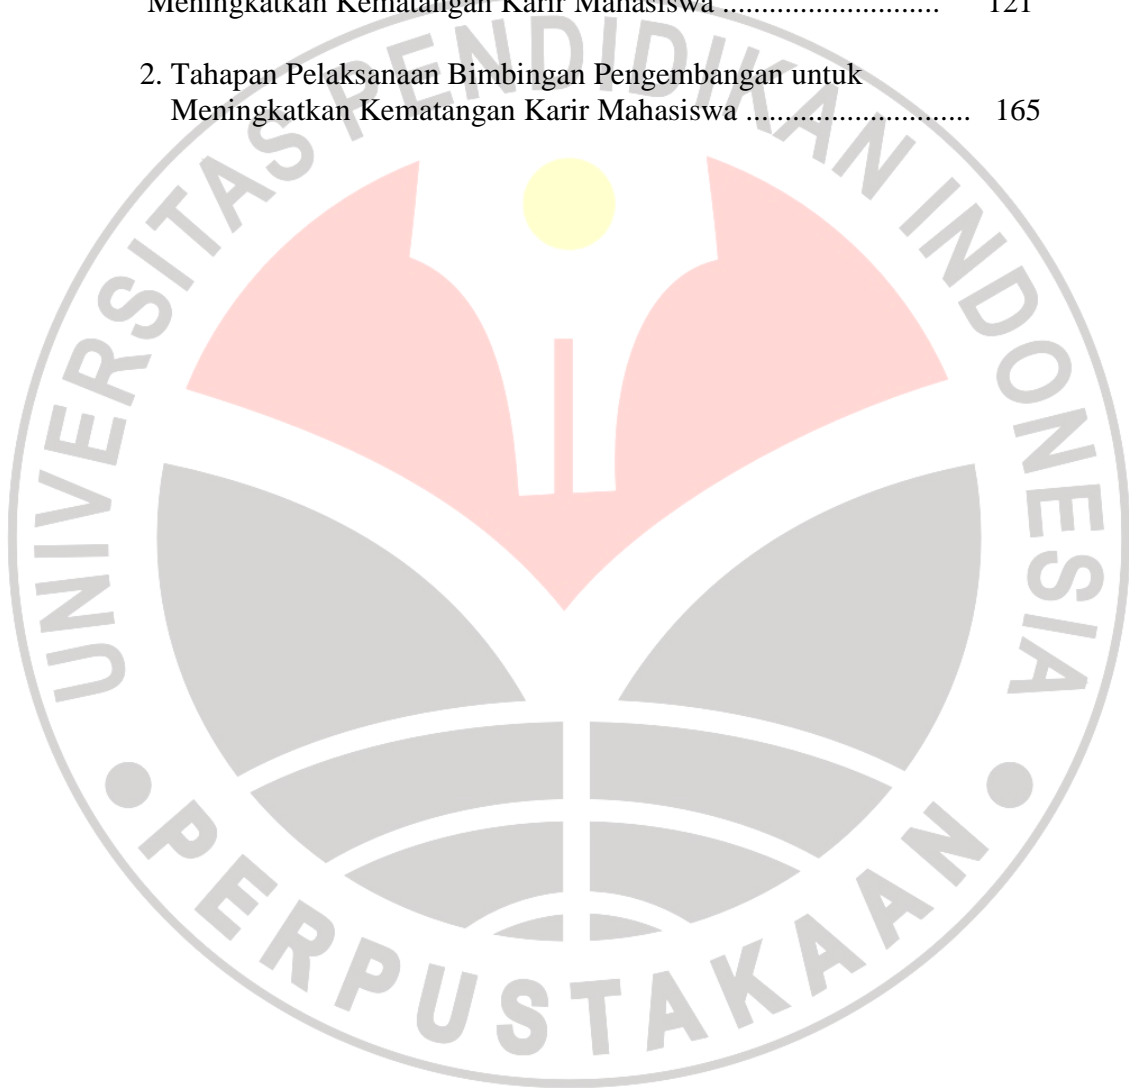 Meningkatkan Kematangan Karir Mahasiswa ............................ 121
2. Tahapan Pelaksanaan Bimbingan Pengembangan untuk
Meningkatkan Kematangan Karir Mahasiswa ............................. 165
UNIVERSITAS PENDIDIKAN INDONESIA
PERPUSTAKAAN